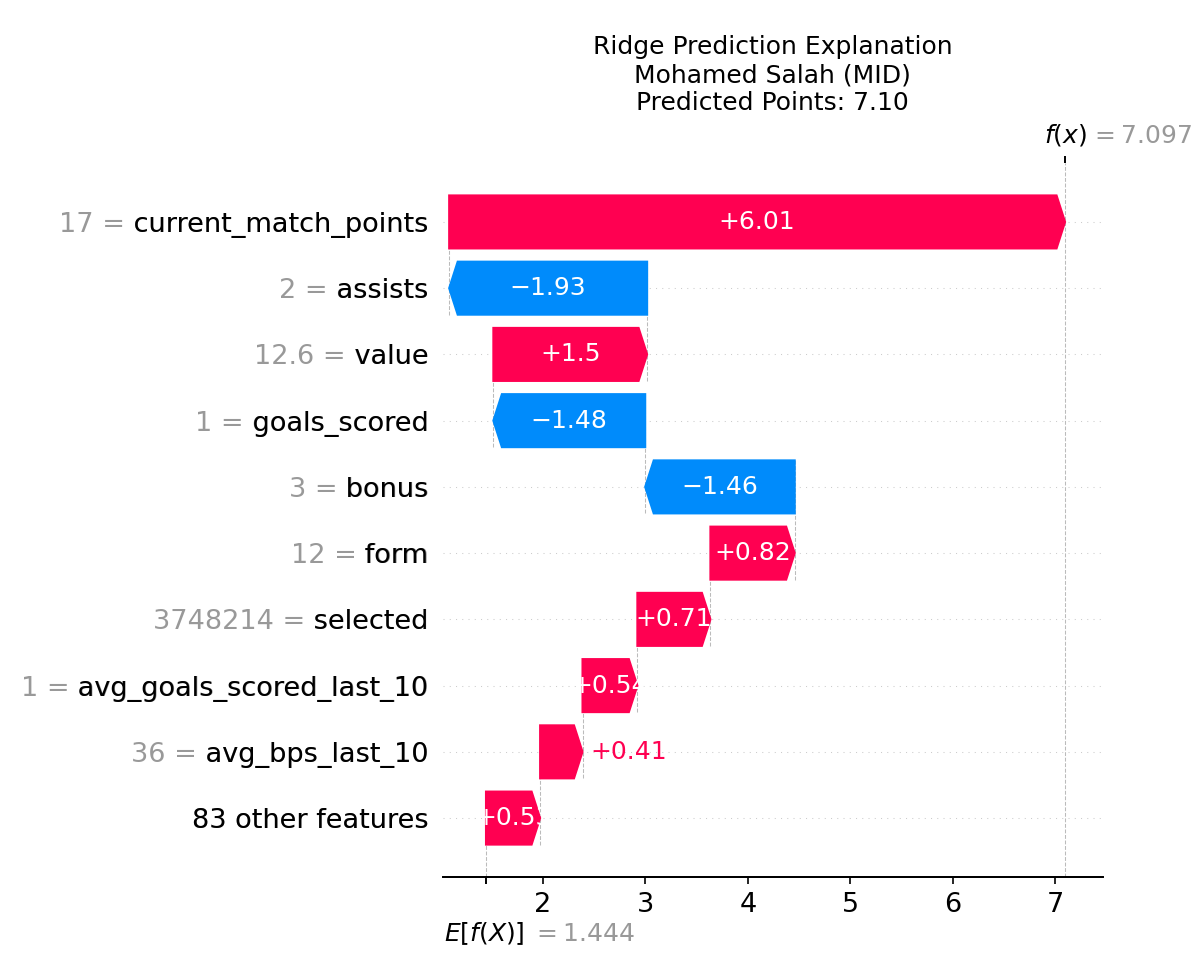 Ridge Prediction Explanation
Mohamed Salah (MID)
Predicted Points: 7.10
f(x) = 7.097
17 = current_match_points
+6.01
2 = assists
−1.93
12.6 = value
+1.5
1 = goals_scored
−1.48
3 = bonus
−1.46
12 = form
+0.82
3748214 = selected
+0.71
1 = avg_goals_scored_last_10
+0.54
36 = avg_bps_last_10
+0.41
83 other features
2 3 4 5 6 7
E[f(X)] = 1.444